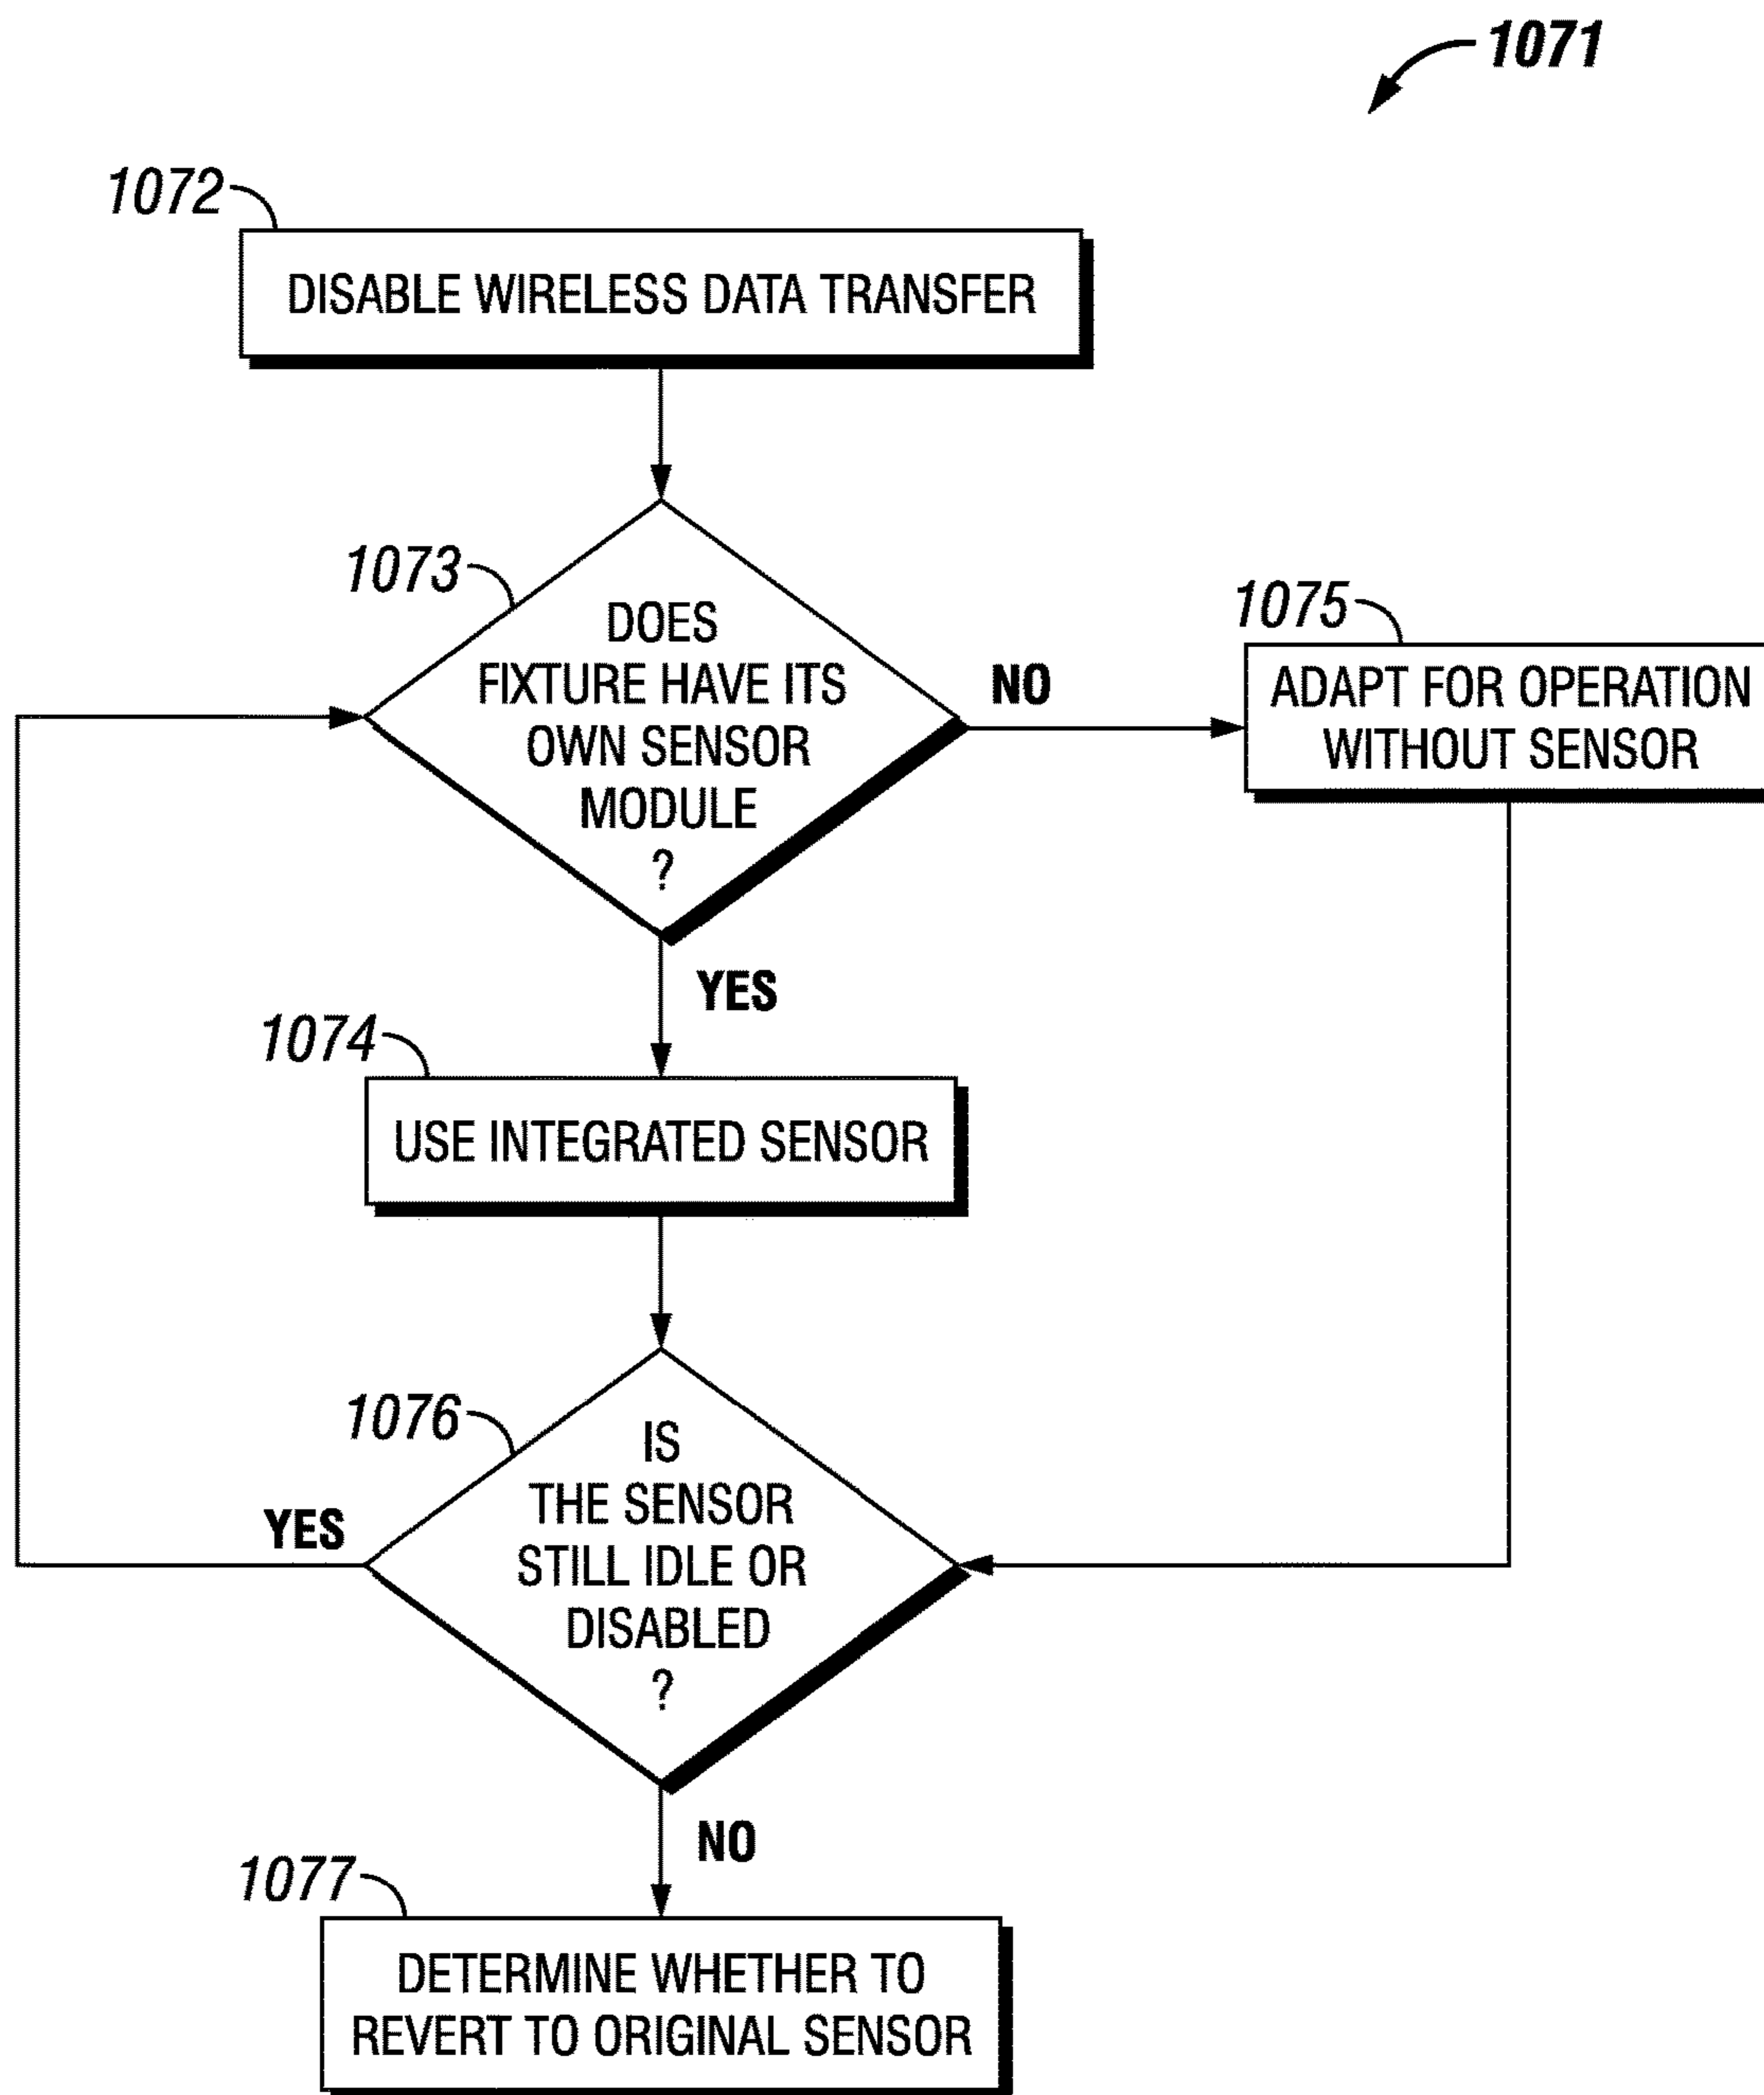 1071
1072
DISABLE WIRELESS DATA TRANSFER
1073
DOES
FIXTURE HAVE ITS
OWN SENSOR
MODULE
?
NO
1075
ADAPT FOR OPERATION
WITHOUT SENSOR
YES
1074
USE INTEGRATED SENSOR
1076
IS
THE SENSOR
STILL IDLE OR
DISABLED
?
YES
NO
1077
DETERMINE WHETHER TO
REVERT TO ORIGINAL SENSOR